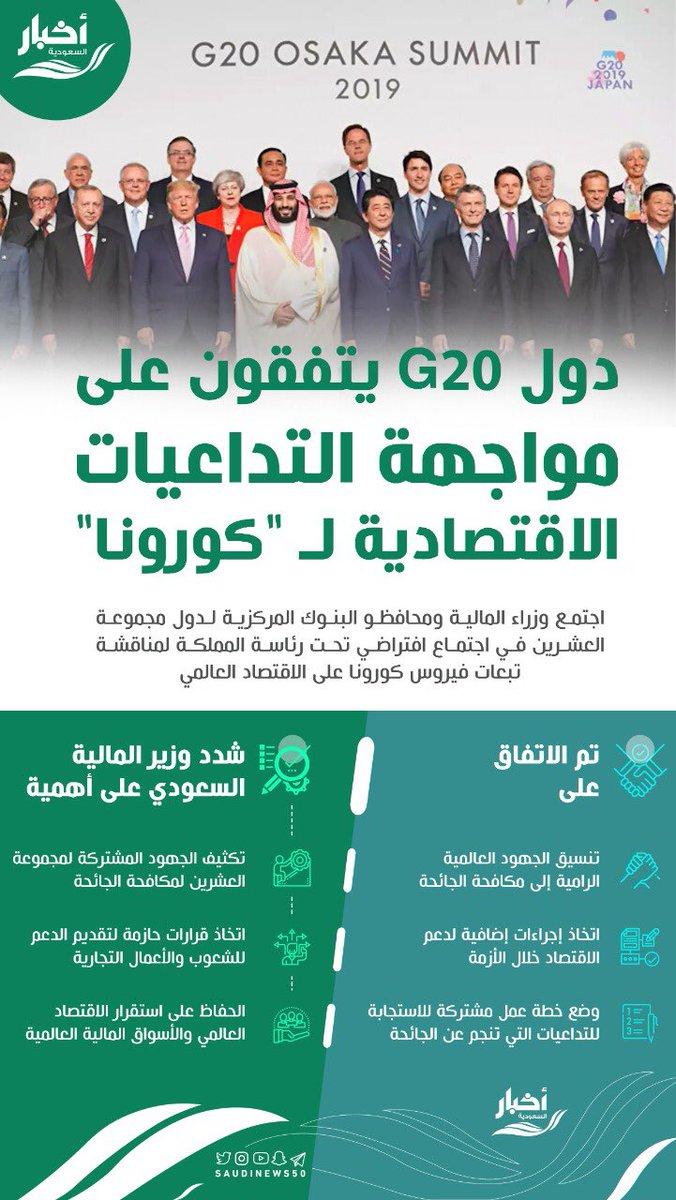 أخبار
السعودية
G20 OSAKA SUMMIT
2019
G20
2019
JAPAN
دول G20 يتفقون على
مواجهة التداعيات
الاقتصادية لـ "كورونا"
اجتمع وزراء المالية ومحافظو البنوك المركزية لدول مجموعة
العشرين في اجتماع افتراضي تحت رئاسة المملكة لمناقشة
تبعات فيروس كورونا على الاقتصاد العالمي
تم الاتفاق
على
تنسيق الجهود العالمية
الرامية إلى مكافحة الجائحة
اتخاذ إجراءات إضافية لدعم
الاقتصاد خلال الأزمة
وضع خطة عمل مشتركة للاستجابة
للتداعيات التي تنجم عن الجائحة
شدد وزير المالية
السعودي على أهمية
تكثيف الجهود المشتركة لمجموعة
العشرين لمكافحة الجائحة
اتخاذ قرارات حازمة لتقديم الدعم
للشعوب والأعمال التجارية
الحفاظ على استقرار الاقتصاد
العالمي والأسواق المالية العالمية
أخبار
السعودية
SAUDINEWS50